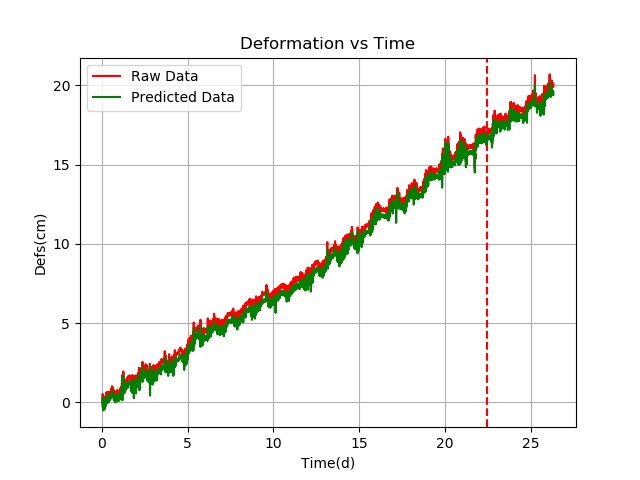 Deformation vs Time
Raw Data
Predicted Data
20
15
10
5
0
Defs(cm)
0 5 10 15 20 25
Time(d)